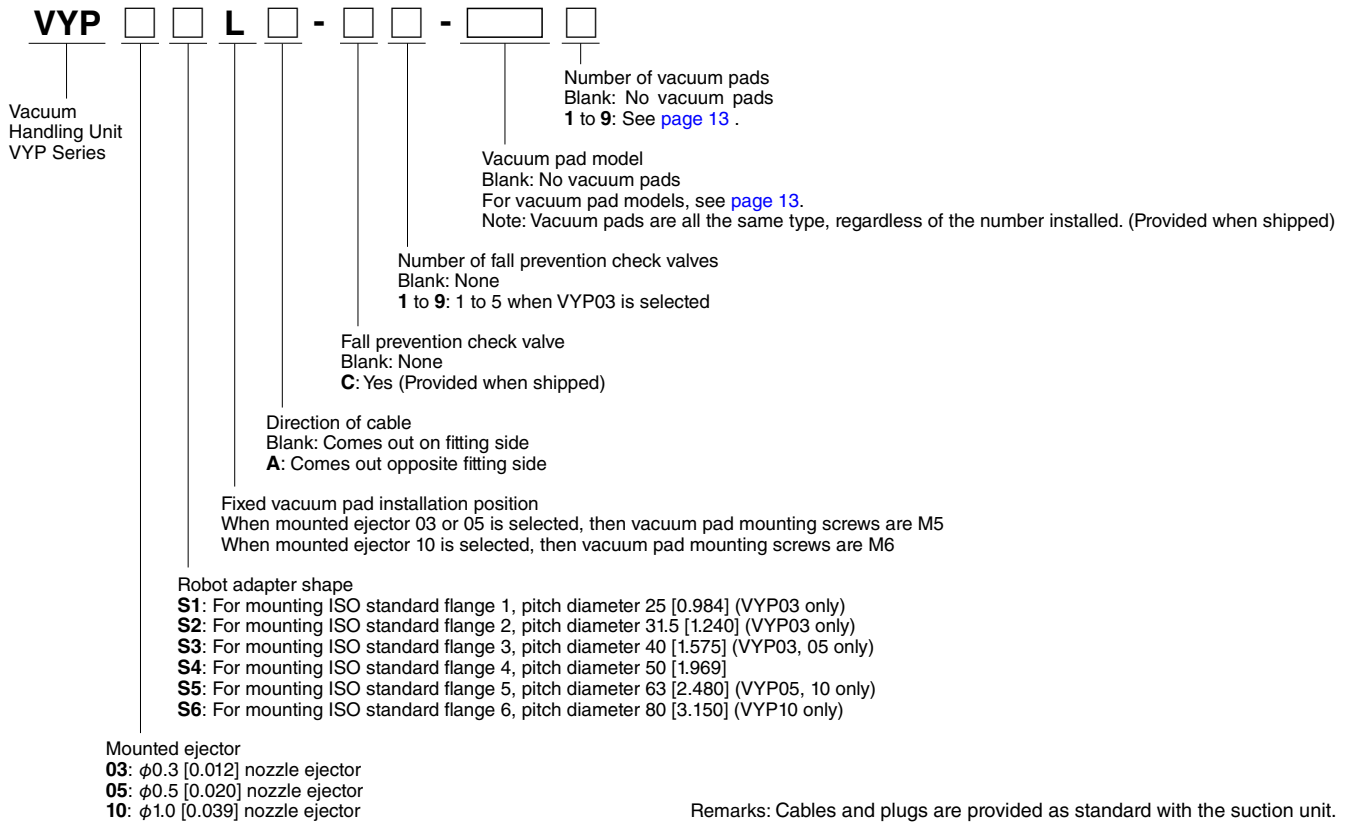 VYP □ □ L □ - □ □ - □ □
Number of vacuum pads
Blank: No vacuum pads
1 to 9: See page 13 .
Vacuum
Handling Unit
VYP Series
Vacuum pad model
Blank: No vacuum pads
For vacuum pad models, see page 13.
Note: Vacuum pads are all the same type, regardless of the number installed. (Provided when shipped)
Number of fall prevention check valves
Blank: None
1 to 9: 1 to 5 when VYP03 is selected
Fall prevention check valve
Blank: None
C: Yes (Provided when shipped)
Direction of cable
Blank: Comes out on fitting side
A: Comes out opposite fitting side
Fixed vacuum pad installation position
When mounted ejector 03 or 05 is selected, then vacuum pad mounting screws are M5
When mounted ejector 10 is selected, then vacuum pad mounting screws are M6
Robot adapter shape
S1: For mounting ISO standard flange 1, pitch diameter 25 [0.984] (VYP03 only)
S2: For mounting ISO standard flange 2, pitch diameter 31.5 [1.240] (VYP03 only)
S3: For mounting ISO standard flange 3, pitch diameter 40 [1.575] (VYP03, 05 only)
S4: For mounting ISO standard flange 4, pitch diameter 50 [1.969]
S5: For mounting ISO standard flange 5, pitch diameter 63 [2.480] (VYP05, 10 only)
S6: For mounting ISO standard flange 6, pitch diameter 80 [3.150] (VYP10 only)
Mounted ejector
03: φ0.3 [0.012] nozzle ejector
05: φ0.5 [0.020] nozzle ejector
10: φ1.0 [0.039] nozzle ejector
Remarks: Cables and plugs are provided as standard with the suction unit.